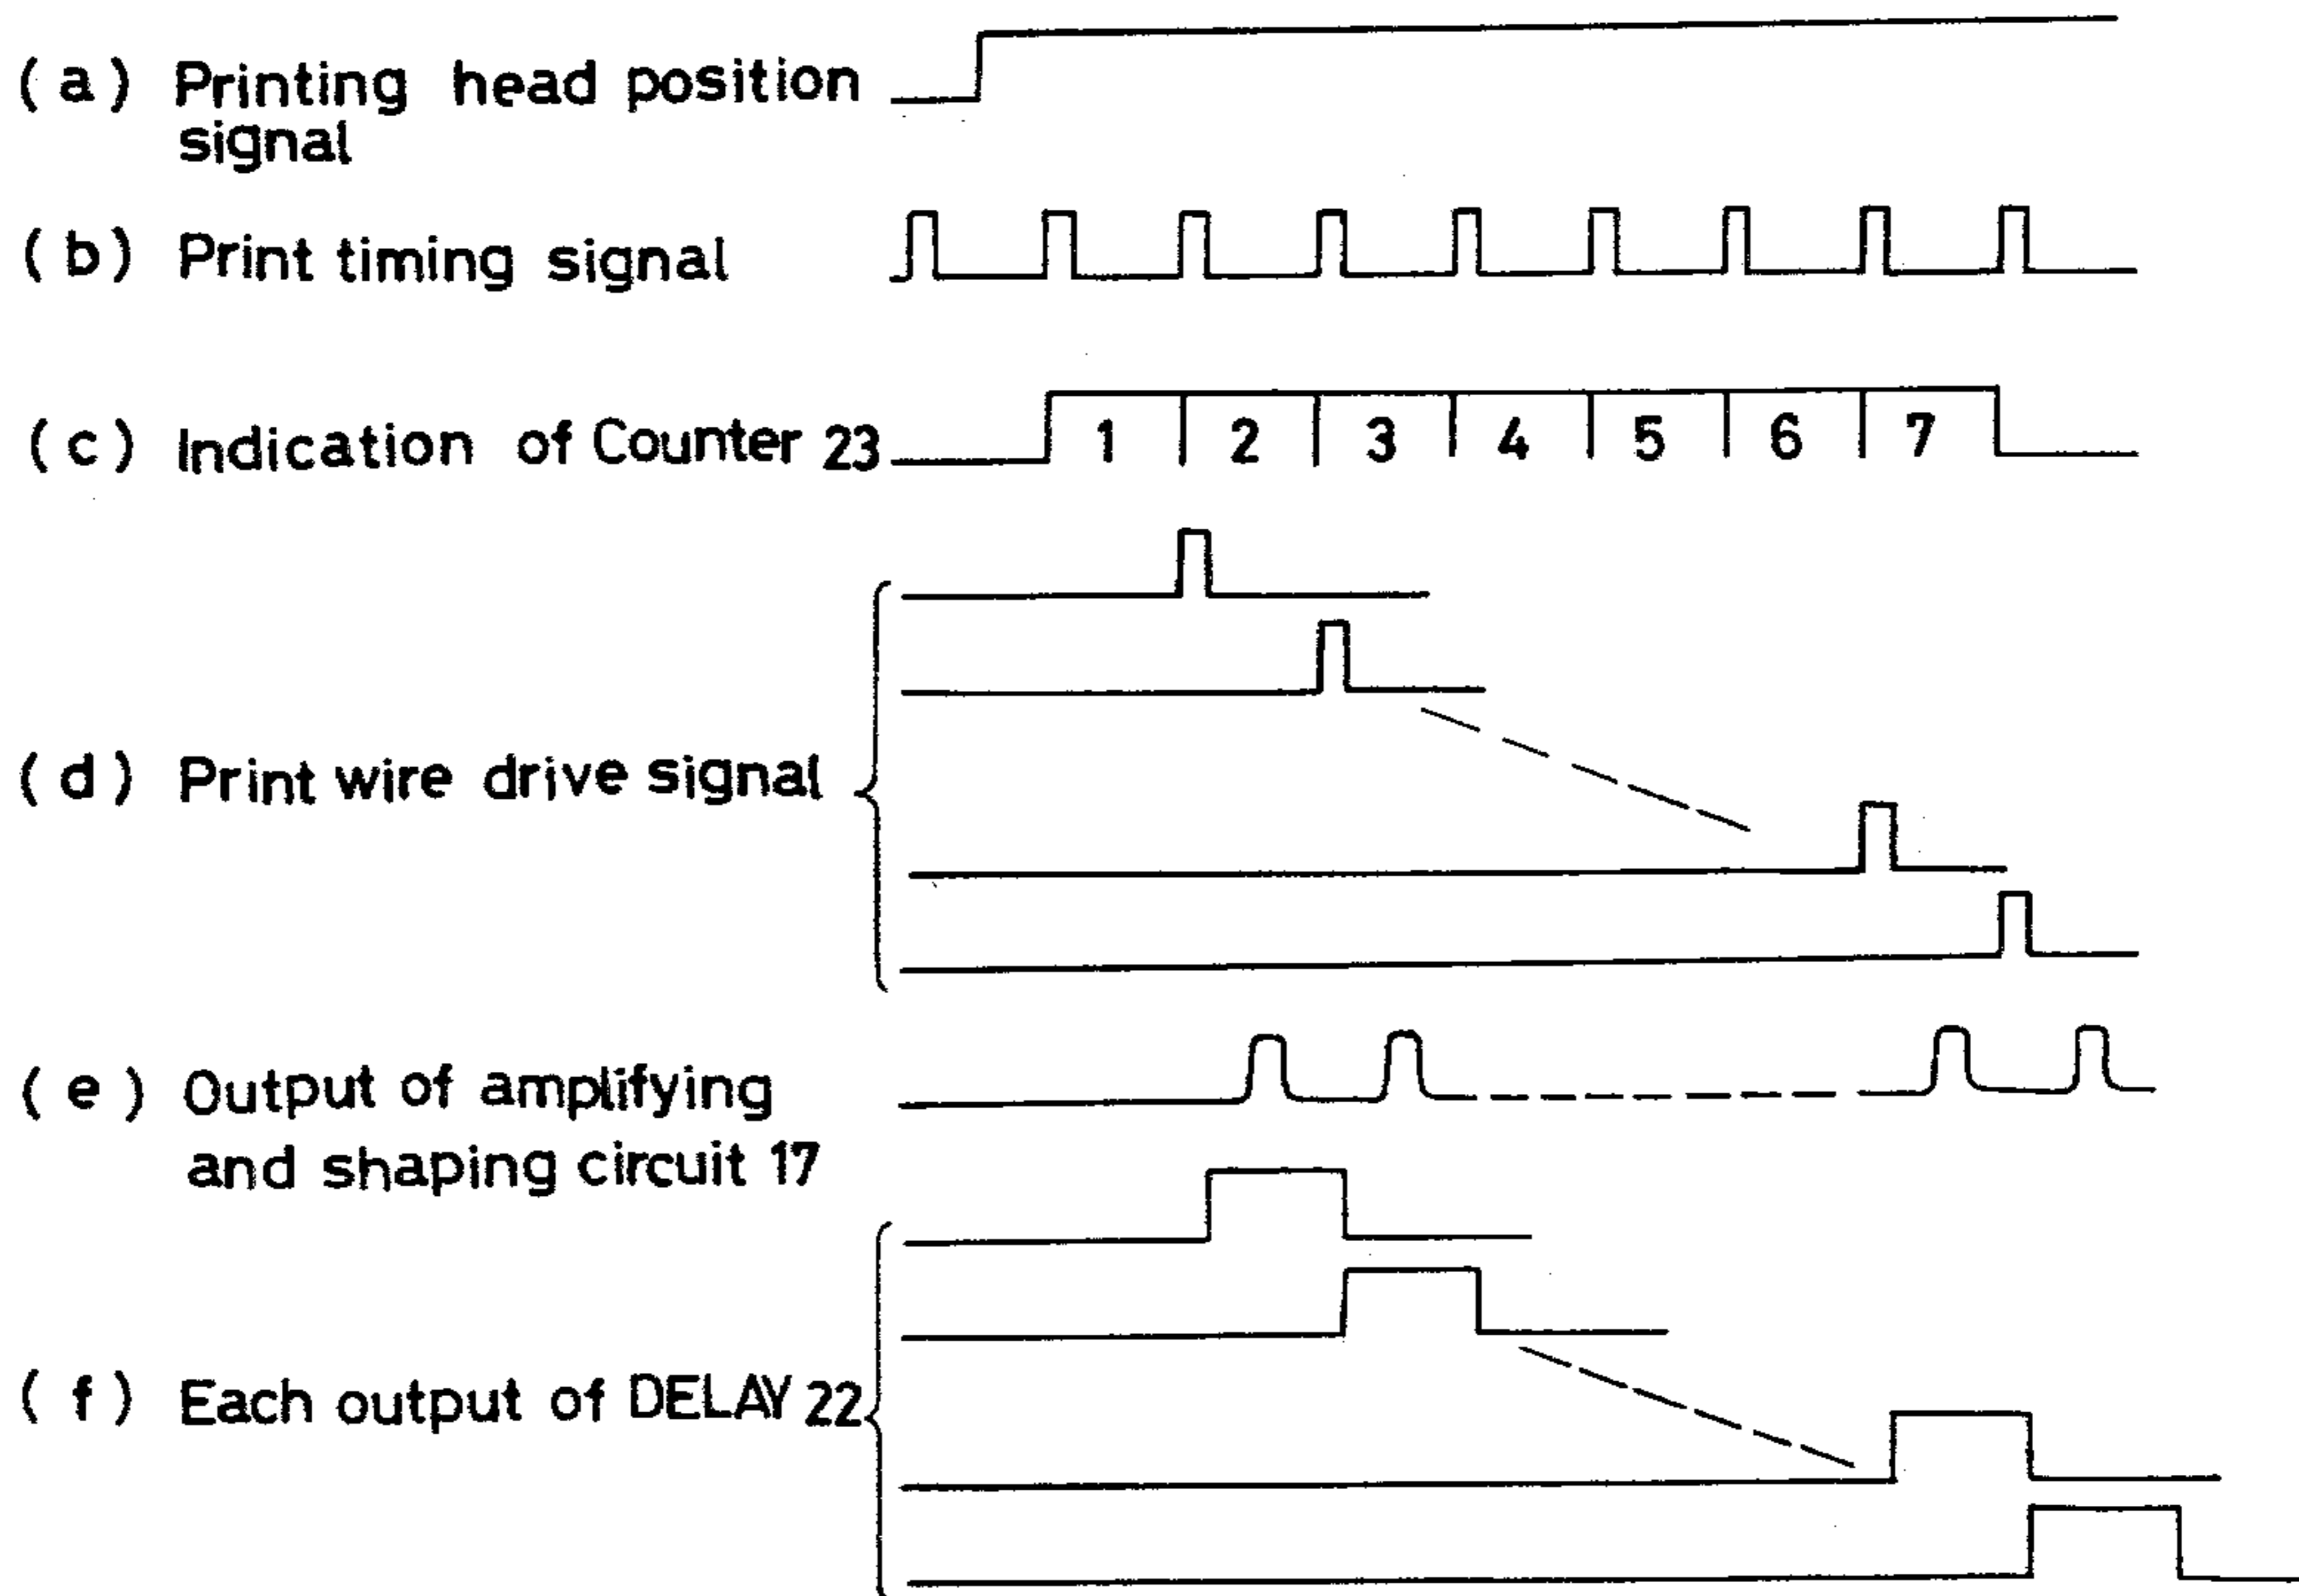 (a) Printing head position
signal
(b) Print timing signal
(c) Indication of Counter 23
1 2 3 4 5 6 7
(d) Print wire drive signal
(e) Output of amplifying
and shaping circuit 17
(f) Each output of DELAY 22